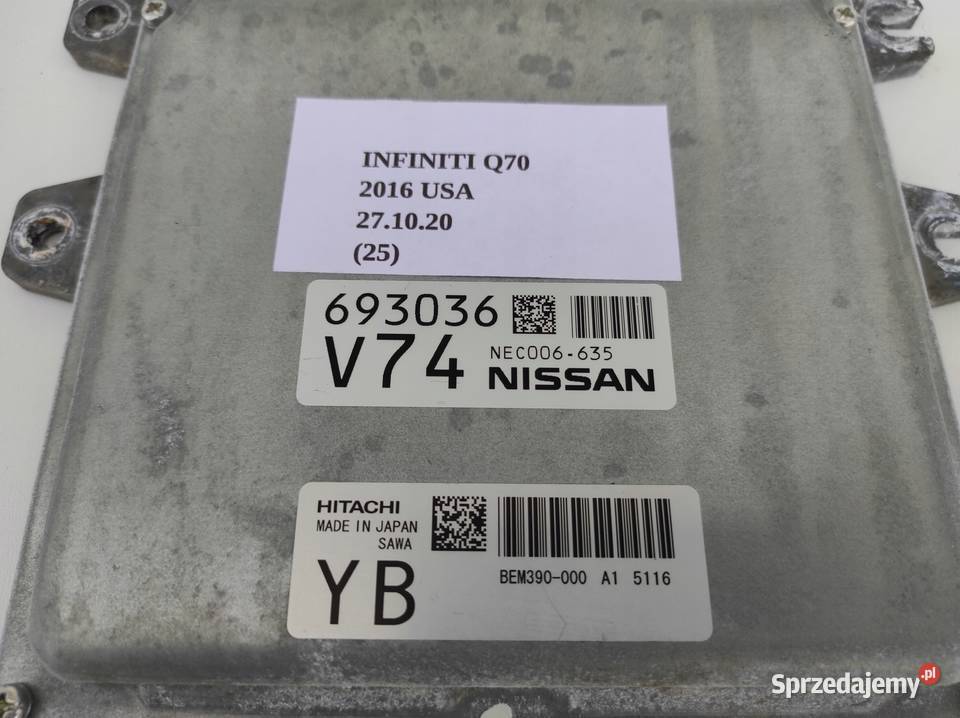 INFINITI Q70
2016 USA
27.10.20
(25)
693036
V74 NEC006-635
NISSAN
HITACHI
MADE IN JAPAN
SAWA
YB
BEM390-000 A1 5116
Sprzedajemy.pl